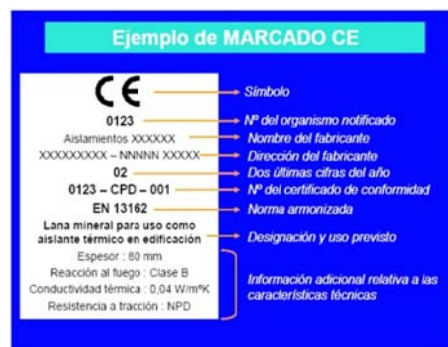 Ejemplo de MARCADO CE
CE
Símbolo
0123
Nº del organismo notificado
Aislamientos XXXXXX
Nombre del fabricante
XXXXXXXXX – NNNNN XXXXX
Dirección del fabricante
02
Dos últimas cifras del año
0123 – CPD – 001
Nº del certificado de conformidad
EN 13162
Norma armonizada
Lana mineral para uso como
aislante térmico en edificación
Designación y uso previsto
Espesor : 80 mm
Reacción al fuego : Clase B
Conductividad térmica : 0,04 W/mºK
Resistencia a tracción : NPD
Información adicional relativa a las
características técnicas